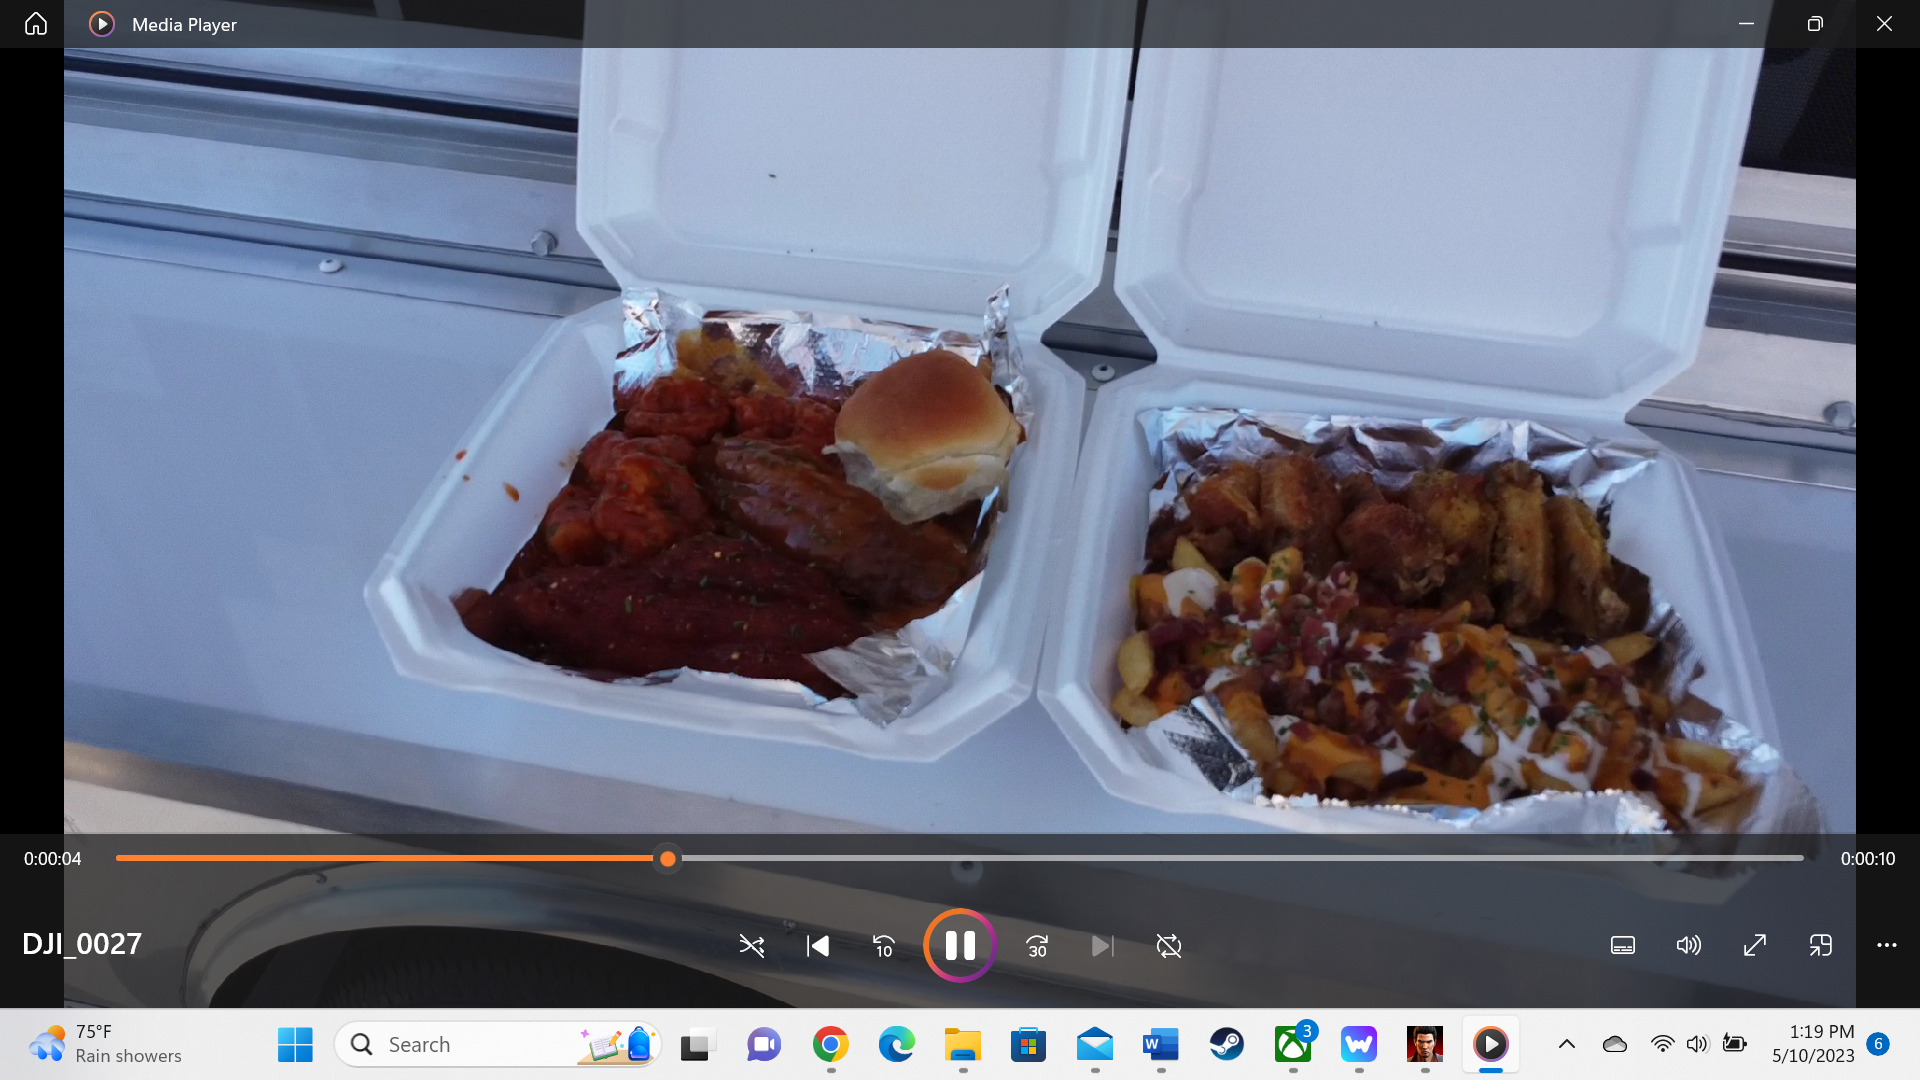 Media Player
0:00:04
0:00:10
DJI_0027
10
30
75°F
Rain showers
Search
W
3
1:19 PM
5/10/2023
6